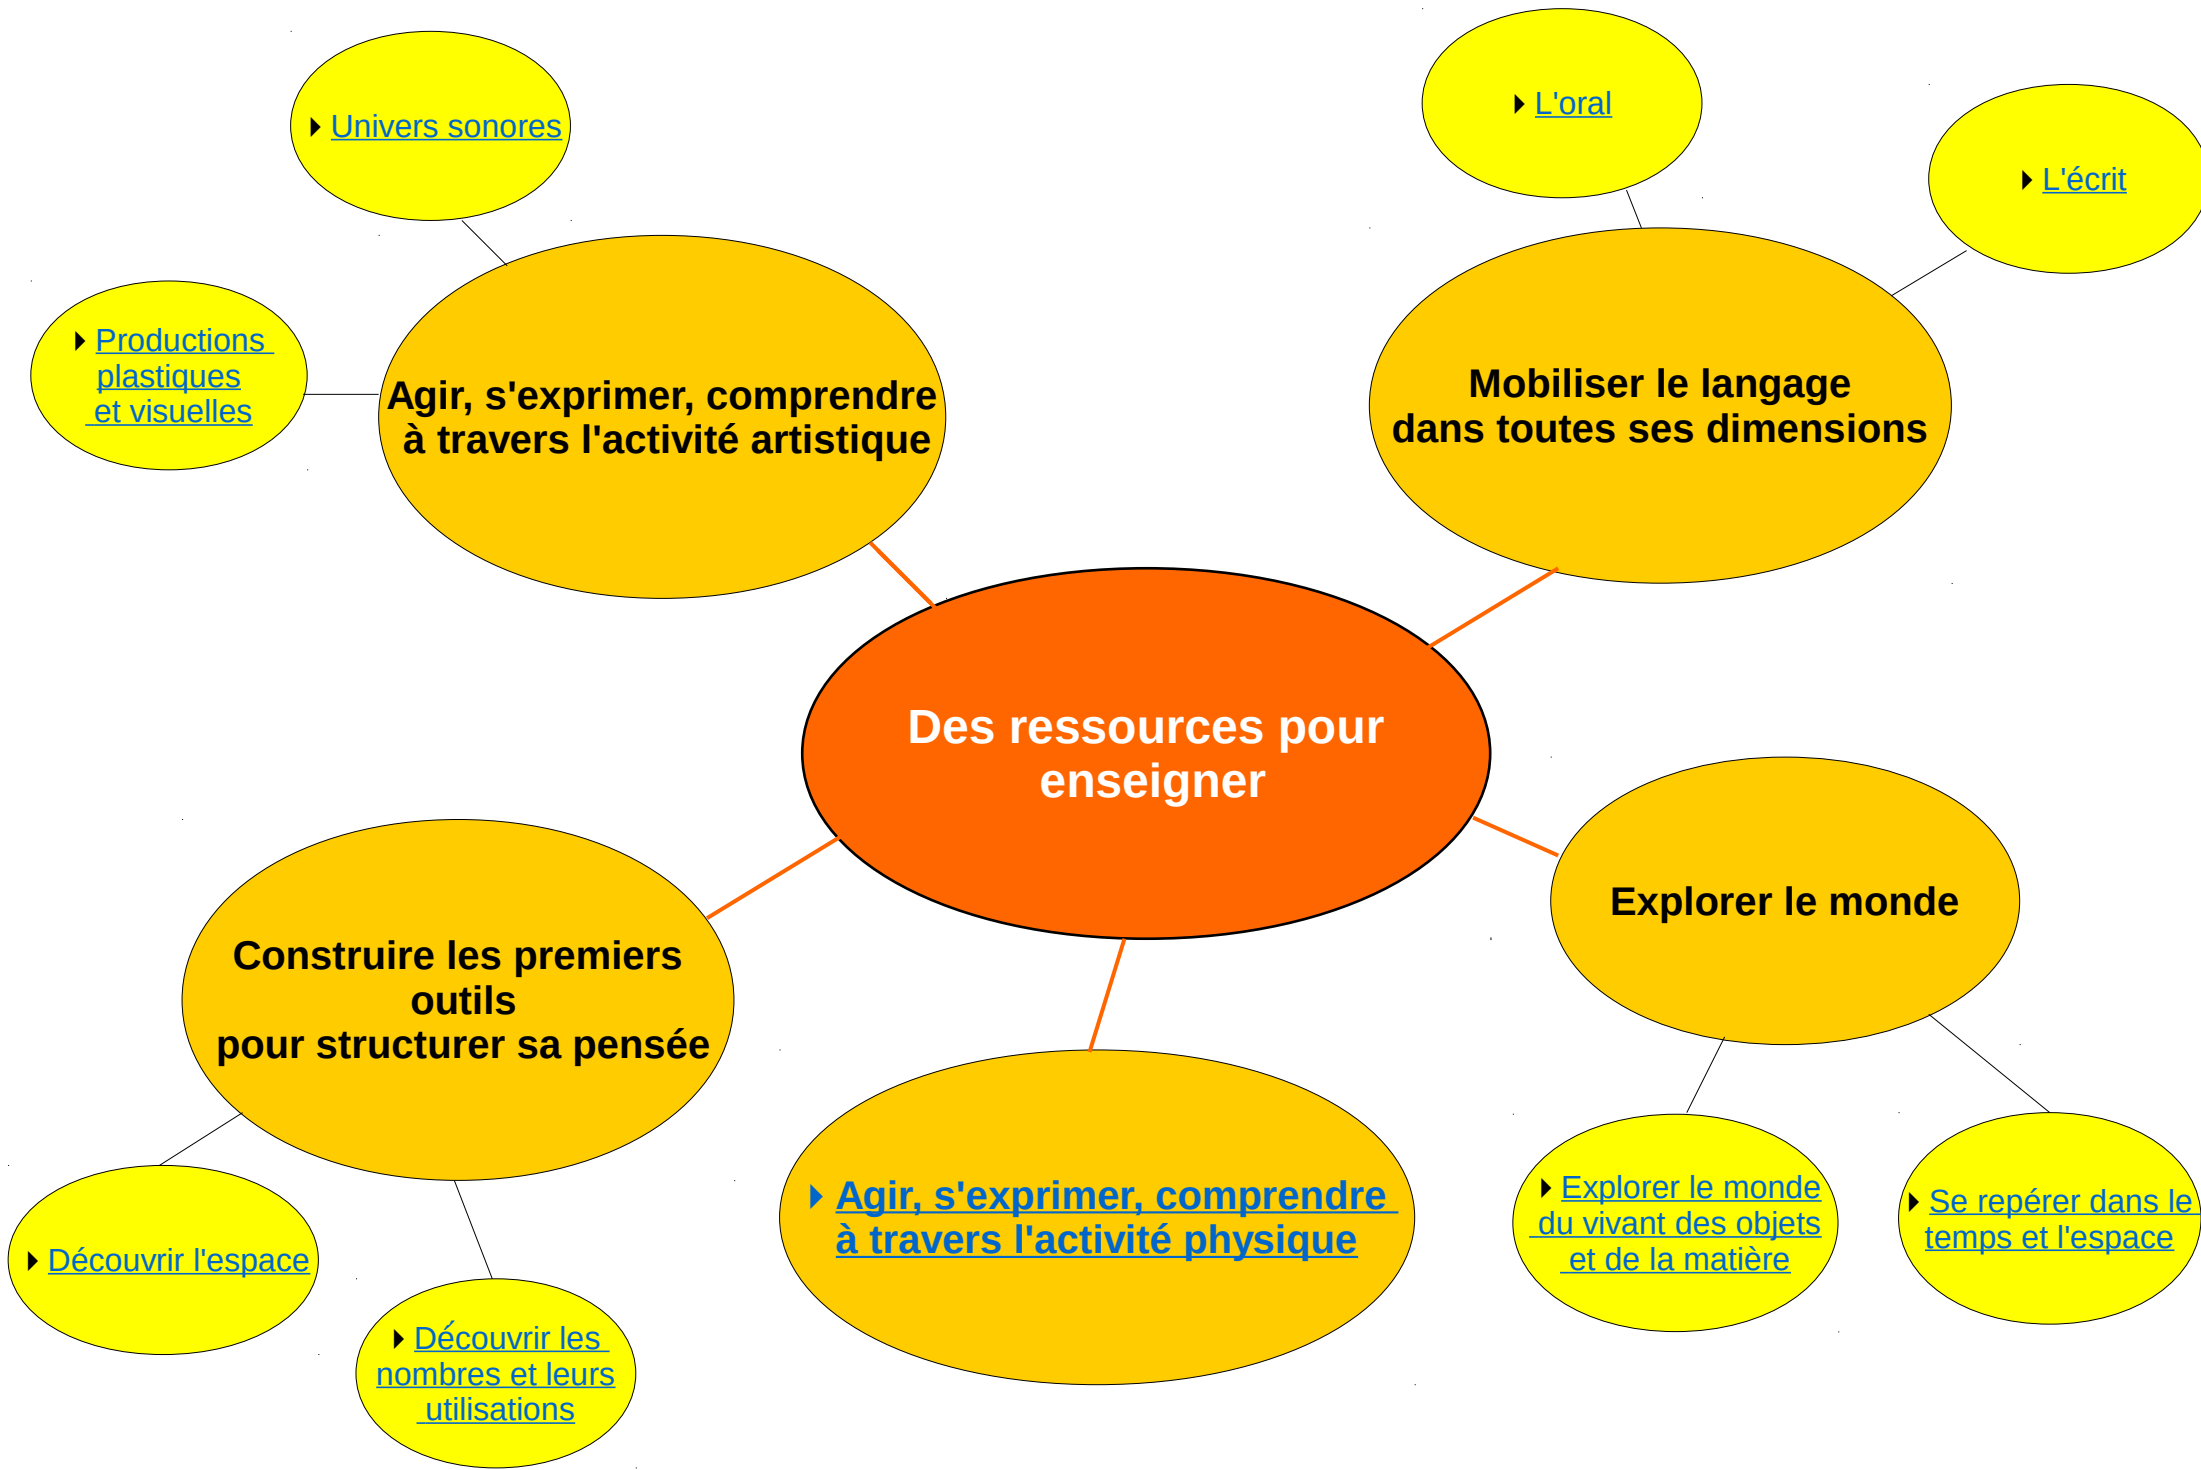 Univers sonores
L'oral
L'écrit
Productions
plastiques
et visuelles
Agir, s'exprimer, comprendre
à travers l'activité artistique
Mobiliser le langage
dans toutes ses dimensions
Des ressources pour
enseigner
Explorer le monde
Construire les premiers
outils
pour structurer sa pensée
Agir, s'exprimer, comprendre
à travers l'activité physique
Explorer le monde
du vivant des objets
et de la matière
Se repérer dans le
temps et l'espace
Découvrir l'espace
Découvrir les
nombres et leurs
utilisations